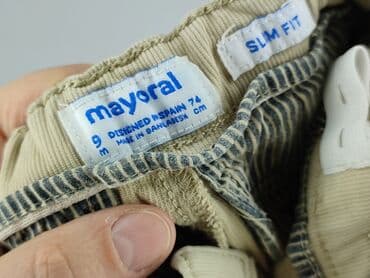 mayoral
SLIM FIT
9 DESIGNED IN SPAIN 74
m MADE IN BANGLADESH cm